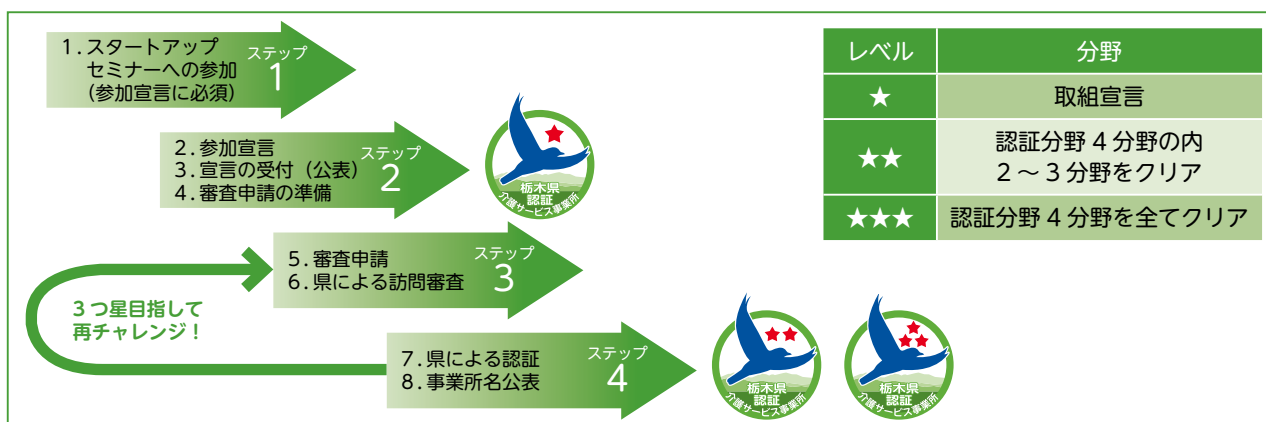 1．スタートアップ
セミナーへの参加
（参加宣言に必須）
ステップ
1
2．参加宣言
3．宣言の受付（公表）
4．審査申請の準備
ステップ
2
栃木県
認証
介護サービス事業所
5．審査申請
6．県による訪問審査
ステップ
3
3つ星目指して
再チャレンジ！
7．県による認証
8．事業所名公表
ステップ
4
栃木県
認証
介護サービス事業所
栃木県
認証
介護サービス事業所
レベル 分野
★ 取組宣言
★★ 認証分野4分野の内
2～3分野をクリア
★★★ 認証分野4分野を全てクリア